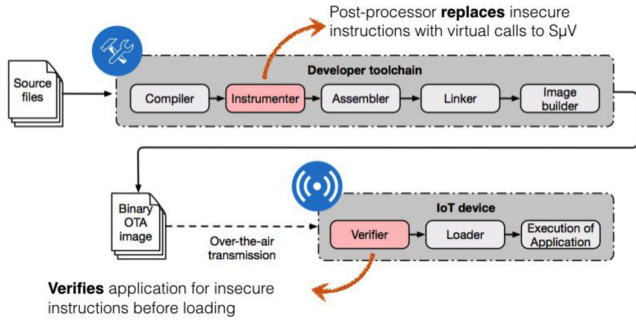 Post-processor replaces insecure
instructions with virtual calls to SμV
Source
files
Developer toolchain
Compiler
Instrumenter
Assembler
Linker
Image
builder
Binary
OTA
image
Over-the-air
transmission
IoT device
Verifier
Loader
Execution of
Application
Verifies application for insecure
instructions before loading